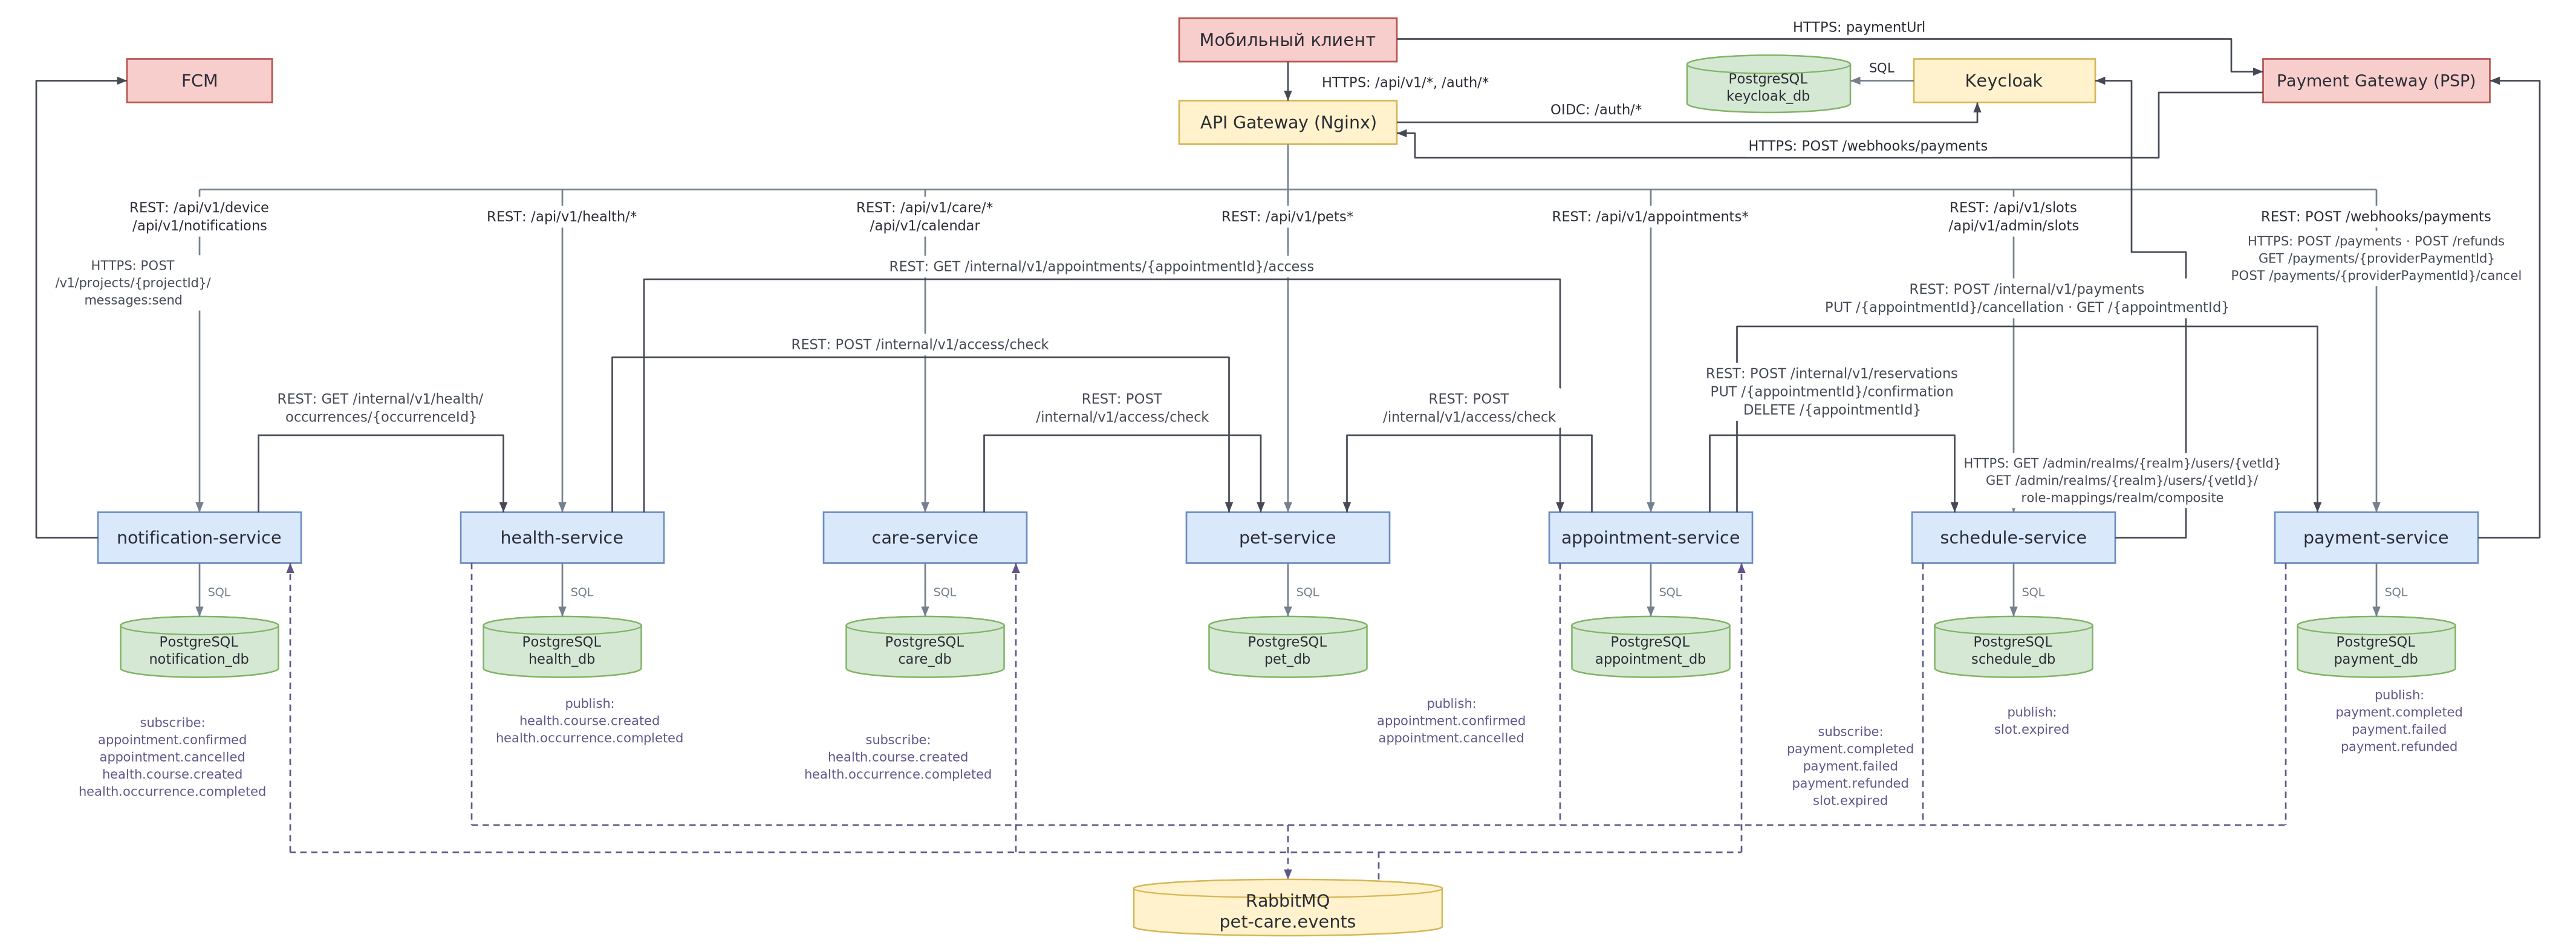 Мобильный клиент
HTTPS: paymentUrl
FCM
HTTPS: /api/v1/*, /auth/*
PostgreSQL
keycloak_db
SQL
Keycloak
Payment Gateway (PSP)
API Gateway (Nginx)
OIDC: /auth/*
HTTPS: POST /webhooks/payments
REST: /api/v1/device
/api/v1/notifications
REST: /api/v1/health/*
REST: /api/v1/care/*
/api/v1/calendar
REST: /api/v1/pets*
REST: /api/v1/appointments*
REST: /api/v1/slots
/api/v1/admin/slots
REST: POST /webhooks/payments
HTTPS: POST /payments · POST /refunds
GET /payments/{providerPaymentId}
POST /payments/{providerPaymentId}/cancel
HTTPS: POST
/v1/projects/{projectId}/
messages:send
REST: GET /internal/v1/appointments/{appointmentId}/access
REST: POST /internal/v1/payments
PUT /{appointmentId}/cancellation · GET /{appointmentId}
REST: POST /internal/v1/access/check
REST: GET /internal/v1/health/
occurrences/{occurrenceId}
REST: POST
/internal/v1/access/check
REST: POST
/internal/v1/access/check
REST: POST /internal/v1/reservations
PUT /{appointmentId}/confirmation
DELETE /{appointmentId}
HTTPS: GET /admin/realms/{realm}/users/{vetId}
GET /admin/realms/{realm}/users/{vetId}/
role-mappings/realm/composite
notification-service
health-service
care-service
pet-service
appointment-service
schedule-service
payment-service
SQL
SQL
SQL
SQL
SQL
SQL
SQL
PostgreSQL
notification_db
PostgreSQL
health_db
PostgreSQL
care_db
PostgreSQL
pet_db
PostgreSQL
appointment_db
PostgreSQL
schedule_db
PostgreSQL
payment_db
subscribe:
appointment.confirmed
appointment.cancelled
health.course.created
health.occurrence.completed
publish:
health.course.created
health.occurrence.completed
subscribe:
health.course.created
health.occurrence.completed
publish:
appointment.confirmed
appointment.cancelled
subscribe:
payment.completed
payment.failed
payment.refunded
slot.expired
publish:
slot.expired
publish:
payment.completed
payment.failed
payment.refunded
RabbitMQ
pet-care.events